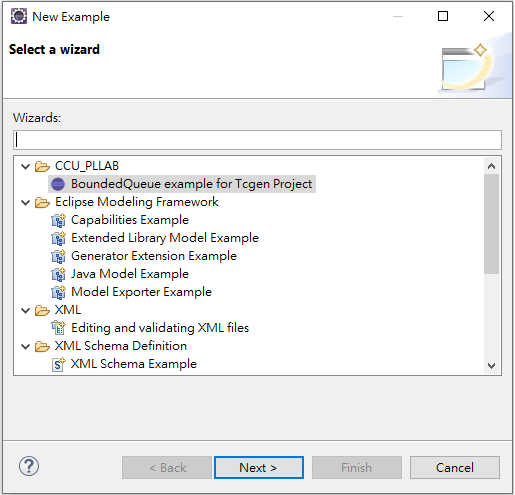 New Example
Select a wizard
Wizards:
CCU_PLLAB
BoundedQueue example for Tcgen Project
Eclipse Modeling Framework
Capabilities Example
Extended Library Model Example
Generator Extension Example
Java Model Example
Model Exporter Example
XML
Editing and validating XML files
XML Schema Definition
XML Schema Example
? < Back Next > Finish Cancel